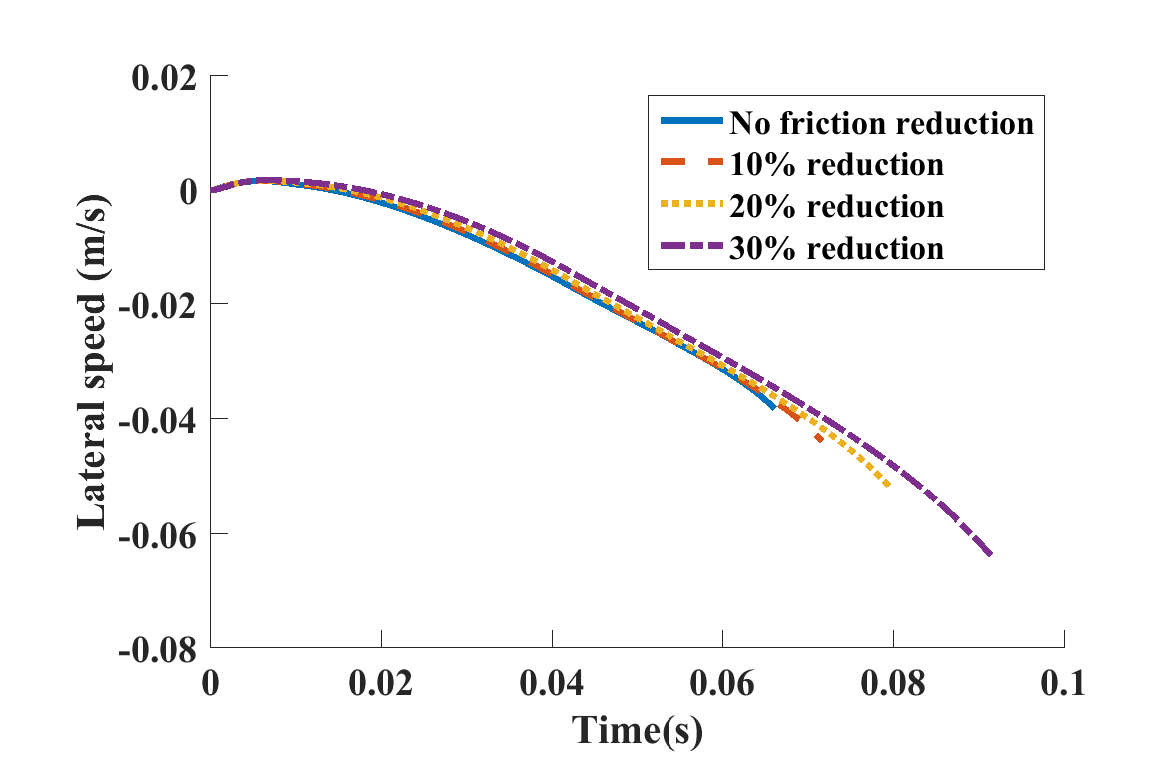 0.02
0
-0.02
-0.04
-0.06
-0.08
Lateral speed (m/s)
No friction reduction
10% reduction
20% reduction
30% reduction
0 0.02 0.04 0.06 0.08 0.1
Time(s)